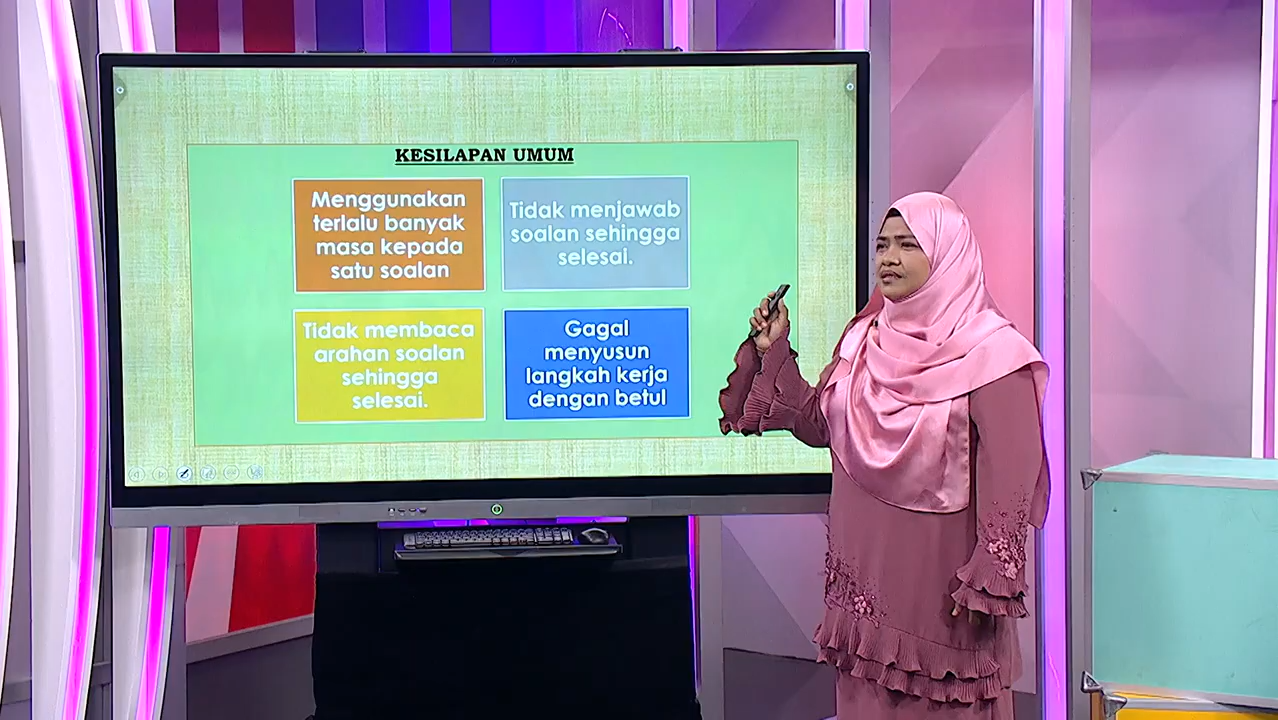 KESILAPAN UMUM
Menggunakan
terlalu banyak
masa kepada
satu soalan
Tidak menjawab
soalan sehingga
selesai.
Tidak membaca
arahan soalan
sehingga
selesai.
Gagal
menyusun
langkah kerja
dengan betul